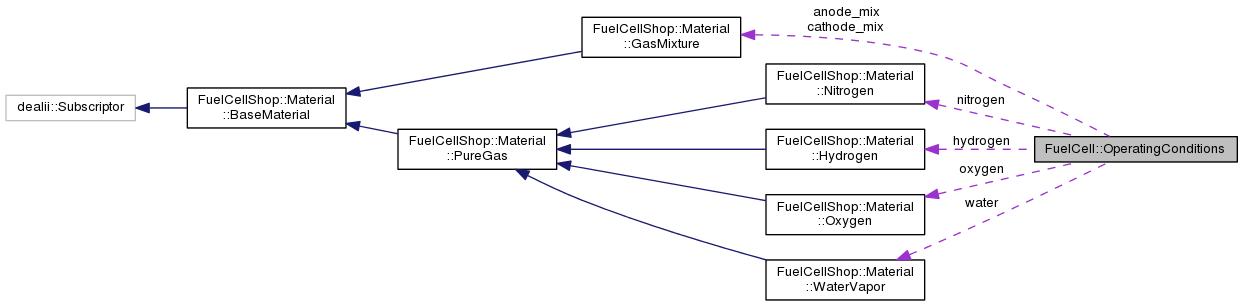 anode_mix
cathode_mix
FuelCellShop::Material
::GasMixture
FuelCellShop::Material
::Nitrogen
nitrogen
dealii::Subscriptor
FuelCellShop::Material
::BaseMaterial
FuelCellShop::Material
::PureGas
FuelCellShop::Material
::Hydrogen
hydrogen
FuelCell::OperatingConditions
oxygen
FuelCellShop::Material
::Oxygen
water
FuelCellShop::Material
::WaterVapor